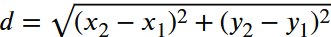 d = √((x₂ − x₁)² + (y₂ − y₁)²)